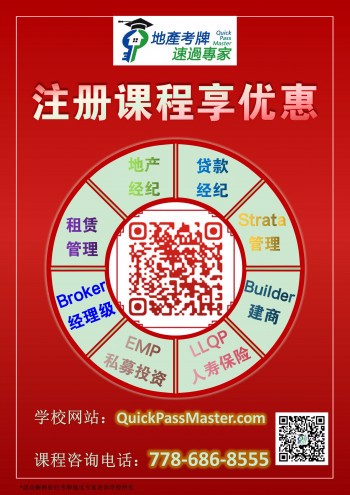 地產考牌
Quick
Pass
Master
速過專家
注册课程享优惠
地产
经纪
贷款
经纪
租赁
管理
Strata
管理
Broker
经理级
Builder
建商
EMP
私募投资
LLQP
人寿保险
学校网站：QuickPassMaster.com
课程咨询电话：778-686-8555